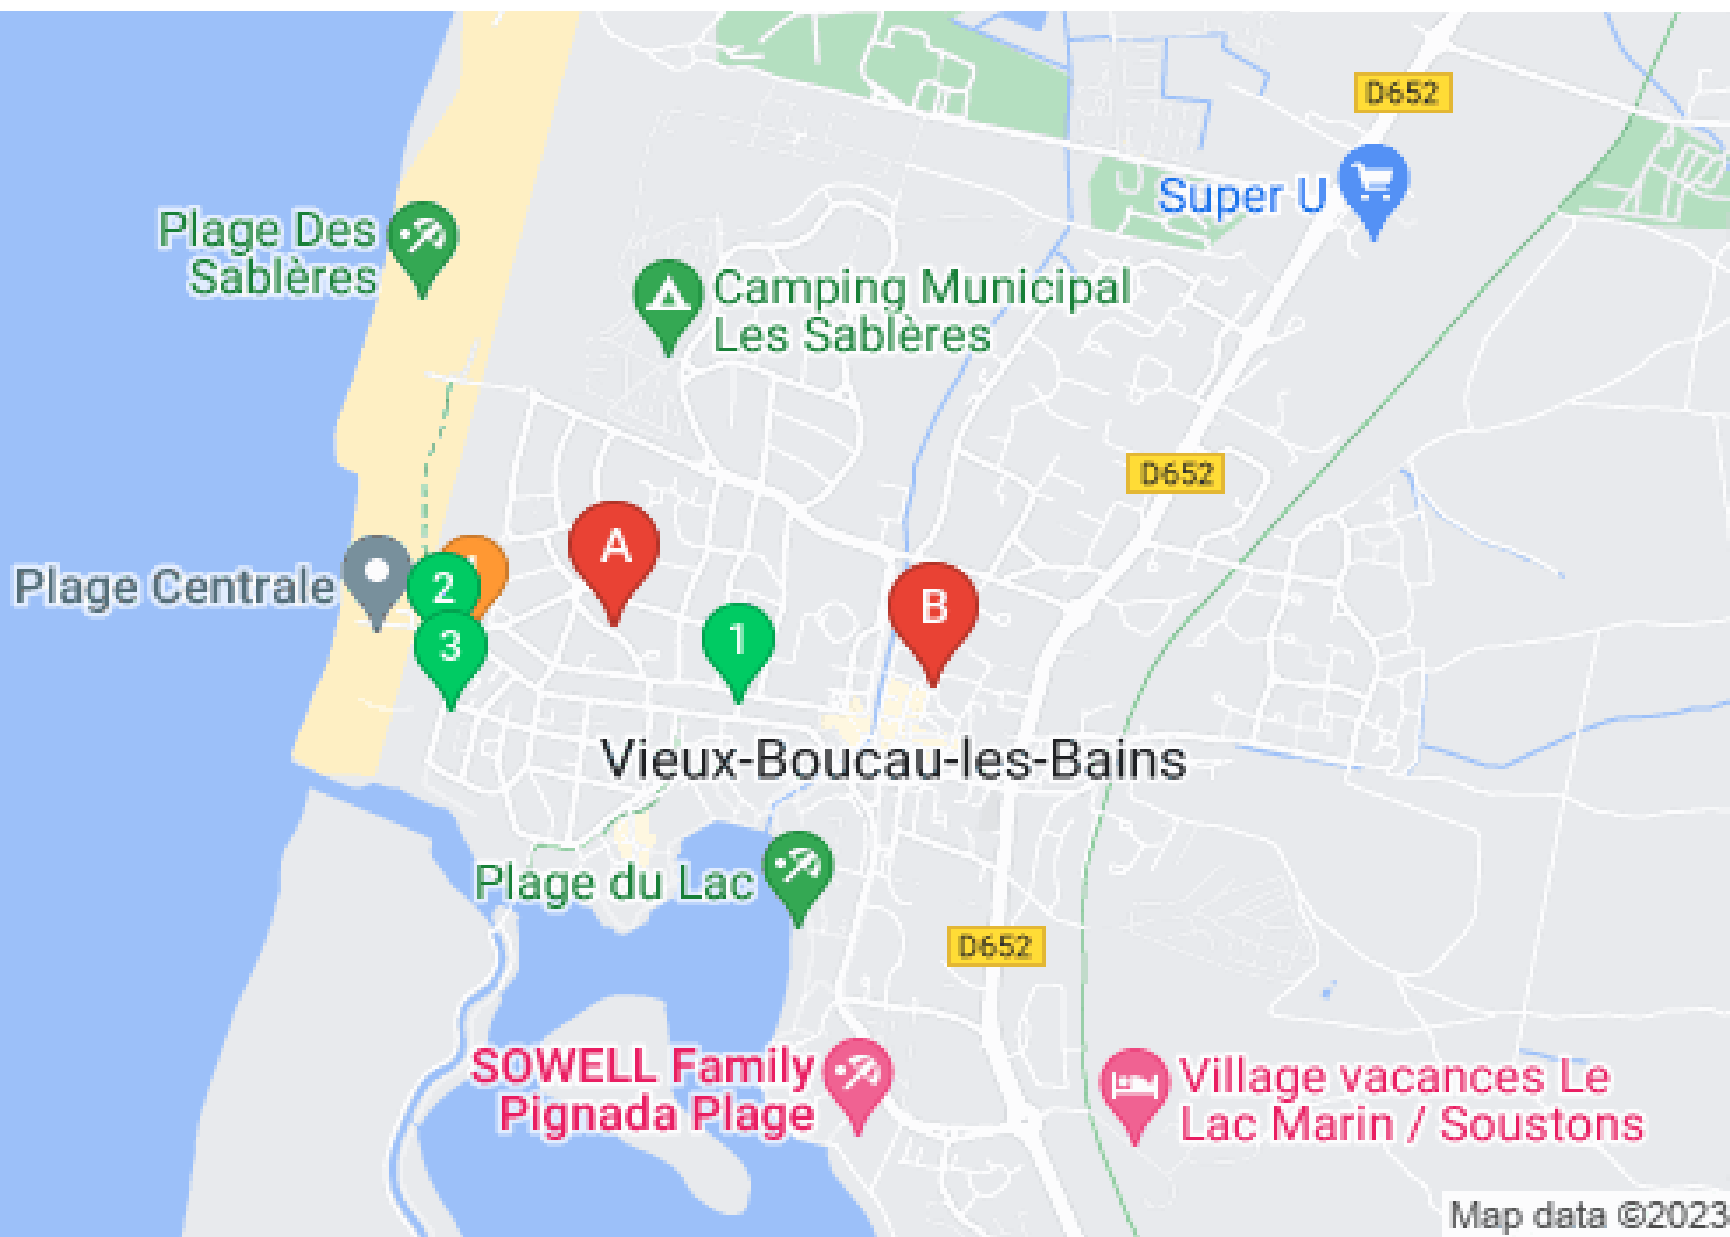 D652
Super U
Plage Des
Sablères
Camping Municipal
Les Sablères
D652
A
Plage Centrale
2
B
1
3
Vieux-Boucau-les-Bains
Plage du Lac
D652
SOWELL Family
Pignada Plage
Village vacances Le
Lac Marin / Soustons
Map data ©2023